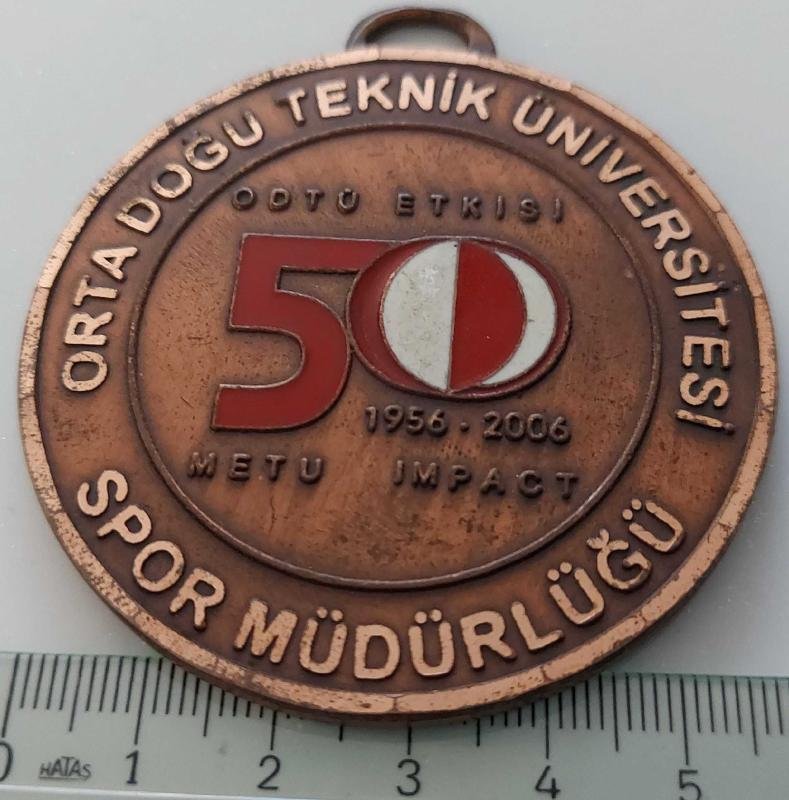 ORTA DOĞU TEKNİK ÜNİVERSİTESİ
ODTÜ ETKİSİ
50
1956 · 2006
METU IMPACT
SPOR MÜDÜRLÜĞÜ
0 1 2 3 4 5
HATAŞ